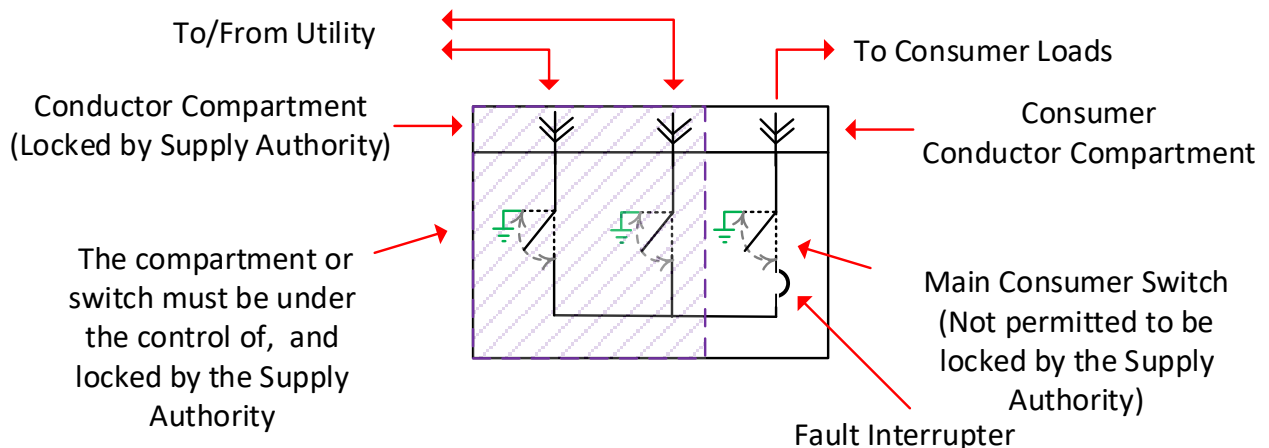 To/From Utility
To Consumer Loads
Conductor Compartment
(Locked by Supply Authority)
Consumer
Conductor Compartment
The compartment or
switch must be under
the control of, and
locked by the Supply
Authority
Main Consumer Switch
(Not permitted to be
locked by the Supply
Authority)
Fault Interrupter